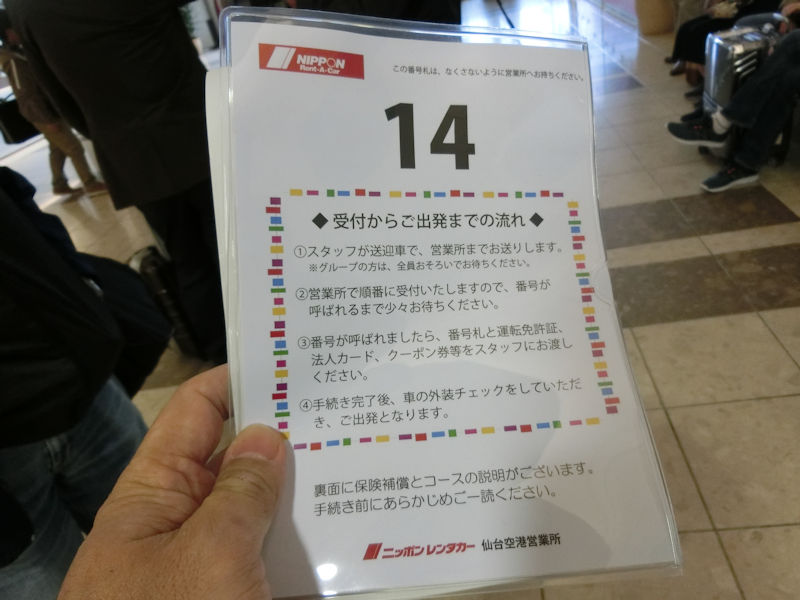 NIPPON
Rent-A-Car
この番号札は、なくさないように営業所へお持ちください。
14
◆ 受付からご出発までの流れ ◆
①スタッフが送迎車で、営業所までお送りします。
※グループの方は、全員おそろいでお待ちください。
②営業所で順番に受付いたしますので、番号が
呼ばれるまで少々お待ちください。
③番号が呼ばれましたら、番号札と運転免許証、
法人カード、クーポン券等をスタッフにお渡し
ください。
④手続き完了後、車の外装チェックをしていただ
き、ご出発となります。
裏面に保険補償とコースの説明がございます。
手続き前にあらかじめご一読ください。
ニッポンレンタカー 仙台空港営業所